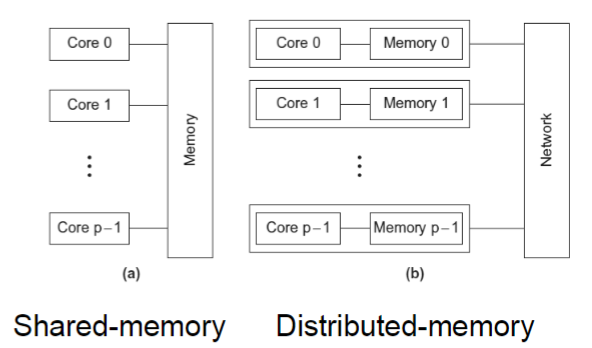 Core 0
Core 1
⋮
Core p−1
Memory
(a)
Core 0 Memory 0
Core 1 Memory 1
⋮
Core p−1 Memory p−1
Network
(b)
Shared-memory
Distributed-memory